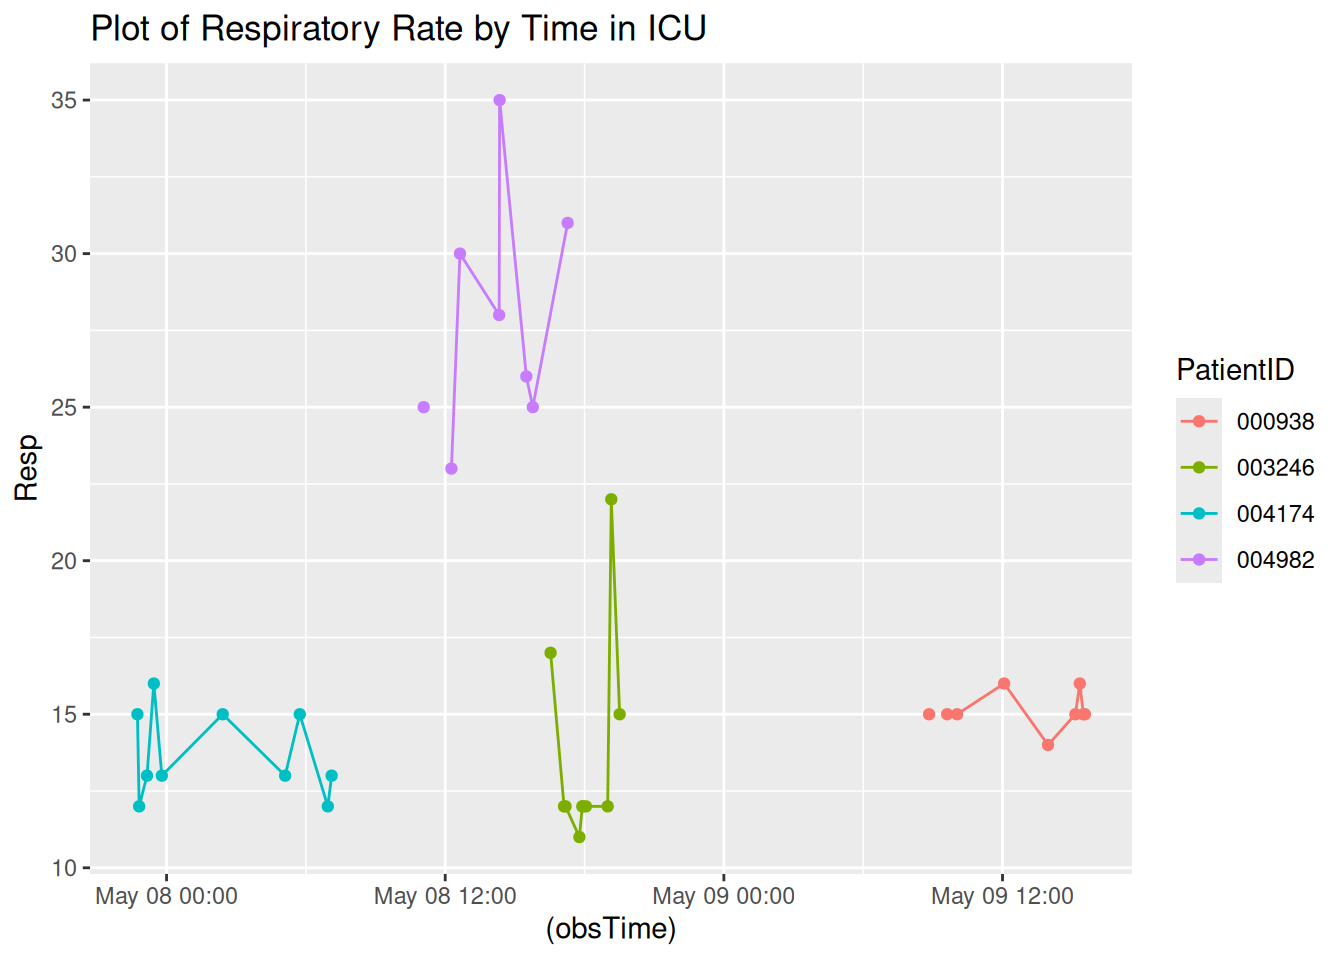 Plot of Respiratory Rate by Time in ICU
35
30
25
20
15
10
Resp
May 08 00:00
May 08 12:00
May 09 00:00
May 09 12:00
(obsTime)
PatientID
000938
003246
004174
004982